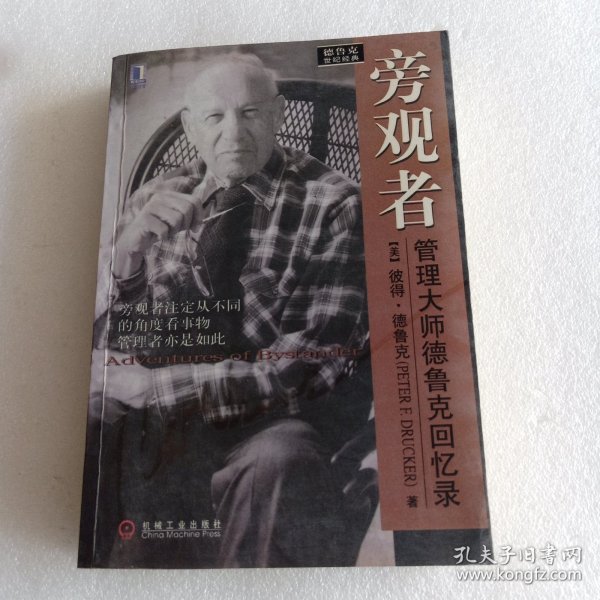 德鲁克
世纪经典
旁观者
管理大师德鲁克回忆录
【美】彼得·德鲁克(PETER F. DRUCKER) 著
旁观者注定从不同
的角度看事物
管理者亦是如此
Adventures of Bystander
机械工业出版社
China Machine Press
孔夫子旧书网
www.kongfz.com